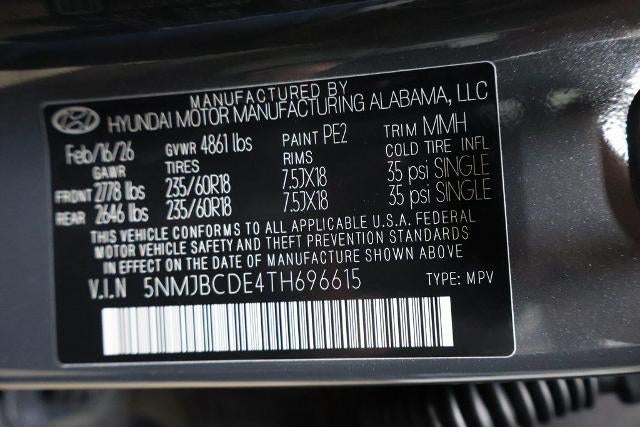 MANUFACTURED BY
HYUNDAI MOTOR MANUFACTURING ALABAMA, LLC
Feb/16/26 GVWR 4861 lbs PAINT PE2 TRIM MMH
GAWR TIRES RIMS COLD TIRE INFL
FRONT 2778 lbs 235/60R18 7.5JX18 35 psi SINGLE
REAR 2646 lbs 235/60R18 7.5JX18 35 psi SINGLE
THIS VEHICLE CONFORMS TO ALL APPLICABLE U.S.A. FEDERAL
MOTOR VEHICLE SAFETY AND THEFT PREVENTION STANDARDS
IN EFFECT ON THE DATE OF MANUFACTURE SHOWN ABOVE
V.I.N 5NMJBCDE4TH696615 TYPE: MPV